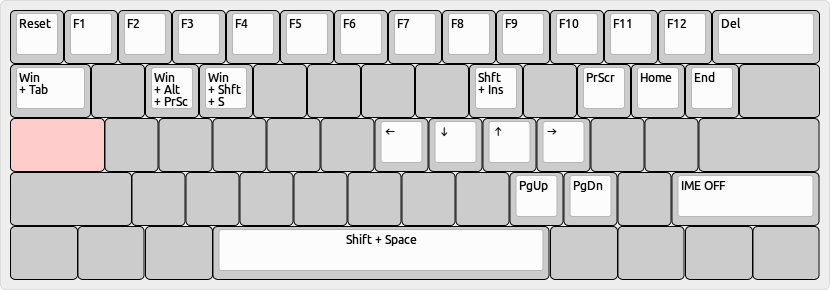 Reset F1 F2 F3 F4 F5 F6 F7 F8 F9 F10 F11 F12 Del
Win
+ Tab
Win
+ Alt
+ PrSc
Win
+ Shft
+ S
Shft
+ Ins
PrScr Home End
← ↓ ↑ →
PgUp PgDn IME OFF
Shift + Space